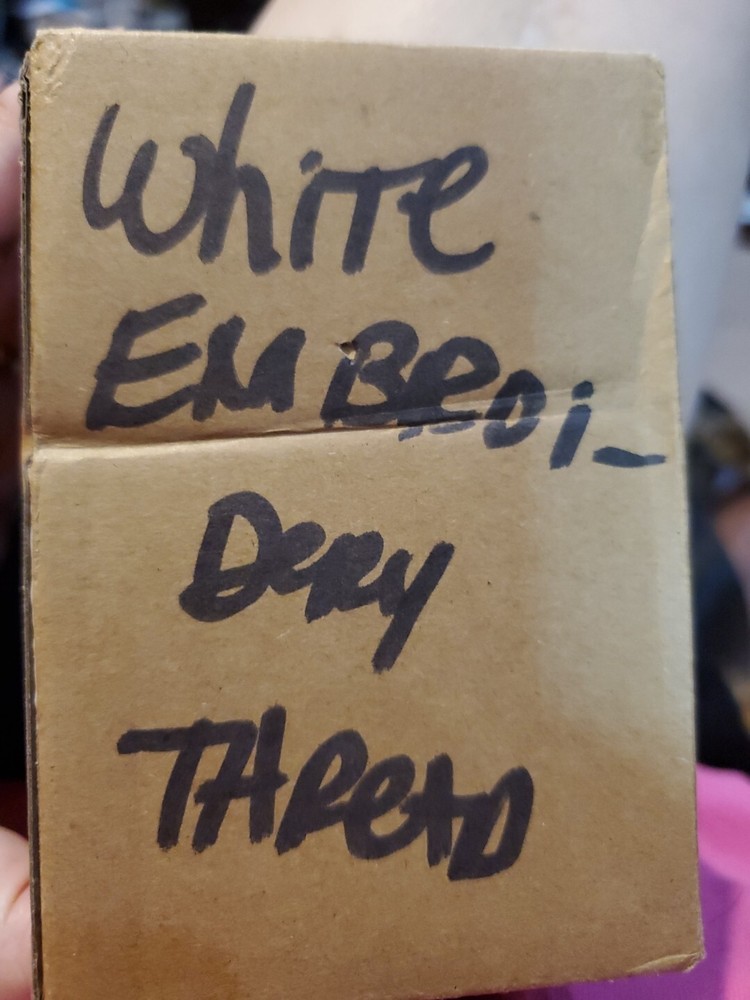 White
EMBROi-
Dery
THReAD